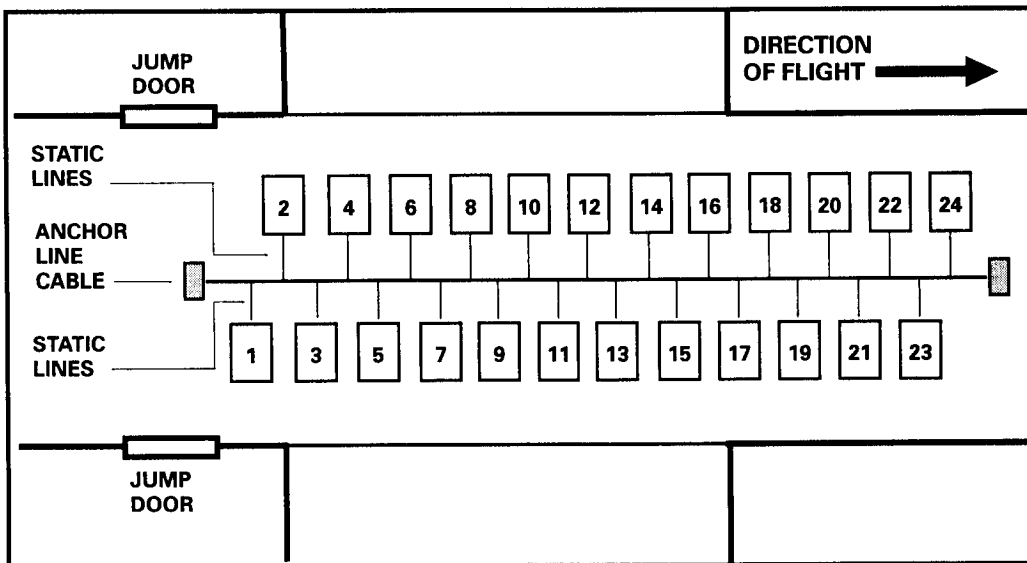 JUMP
DOOR
DIRECTION
OF FLIGHT
STATIC
LINES
2 4 6 8 10 12 14 16 18 20 22 24
ANCHOR
LINE
CABLE
STATIC
LINES
1 3 5 7 9 11 13 15 17 19 21 23
JUMP
DOOR